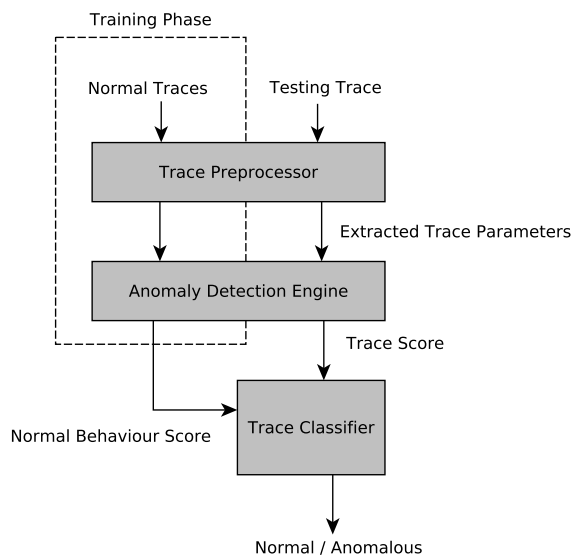 Training Phase
Normal Traces
Testing Trace
Trace Preprocessor
Extracted Trace Parameters
Anomaly Detection Engine
Trace Score
Trace Classifier
Normal Behaviour Score
Normal / Anomalous